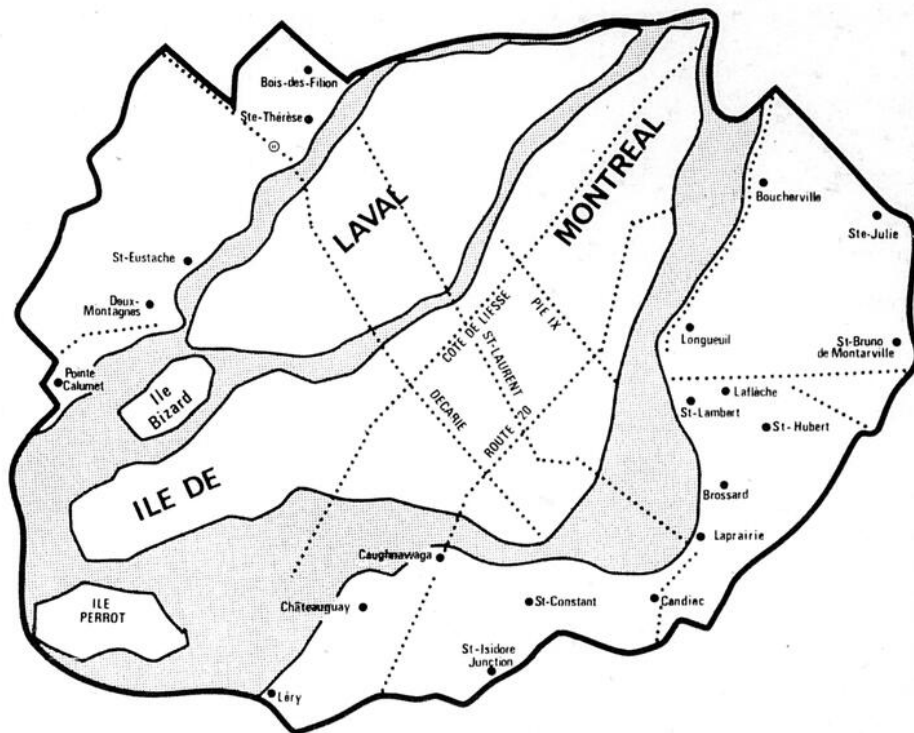 Bois-des-Filion
Ste-Thérèse
LAVAL
MONTREAL
Boucherville
Ste-Julie
St-Eustache
Deux-
Montagnes
CÔTE DE LIESSE
PIE IX
ST-LAURENT
Longueuil
St-Bruno
de Montarville
Pointe
Calumet
Ile
Bizard
DECARIE
ROUTE 20
Laflèche
St-Lambert
St-Hubert
ILE DE
Brossard
Laprairie
Caughnawaga
ILE
PERROT
Châteauguay
St-Constant
Candiac
St-Isidore
Junction
Léry